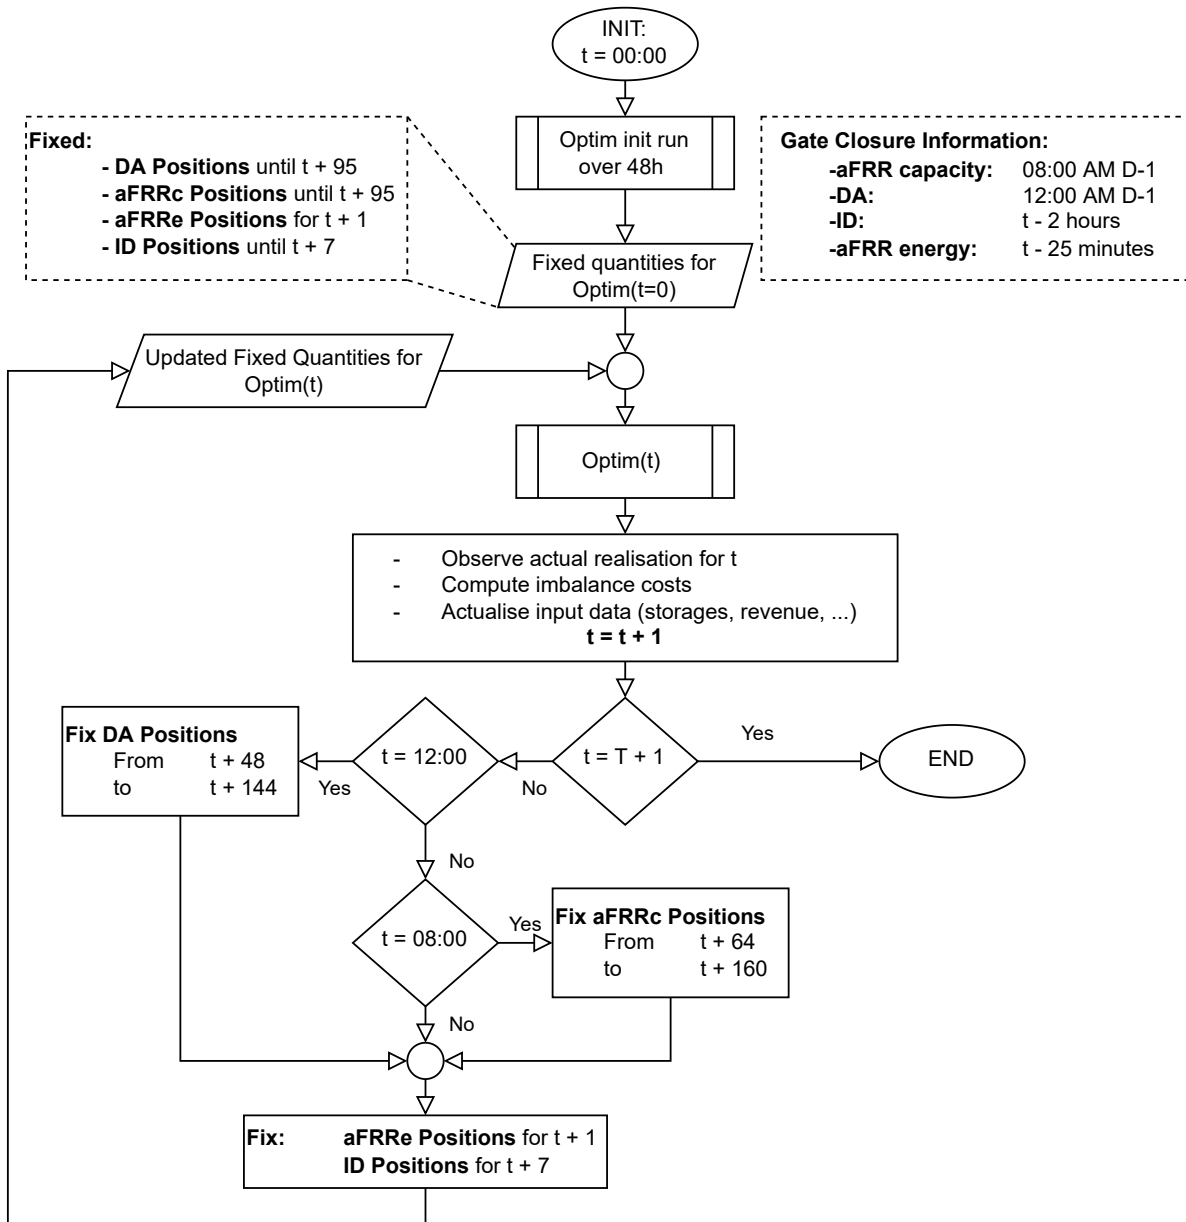 INIT:
t = 00:00
Fixed:
- DA Positions until t + 95
- aFRRc Positions until t + 95
- aFRRe Positions for t + 1
- ID Positions until t + 7
Optim init run
over 48h
Gate Closure Information:
-aFRR capacity: 08:00 AM D-1
-DA: 12:00 AM D-1
-ID: t - 2 hours
-aFRR energy: t - 25 minutes
Fixed quantities for
Optim(t=0)
Updated Fixed Quantities for
Optim(t)
Optim(t)
- Observe actual realisation for t
- Compute imbalance costs
- Actualise input data (storages, revenue, ...)
t = t + 1
t = T + 1
Yes
END
No
t = 12:00
Yes
Fix DA Positions
From t + 48
to t + 144
No
t = 08:00
Yes
Fix aFRRc Positions
From t + 64
to t + 160
No
Fix: aFRRe Positions for t + 1
ID Positions for t + 7